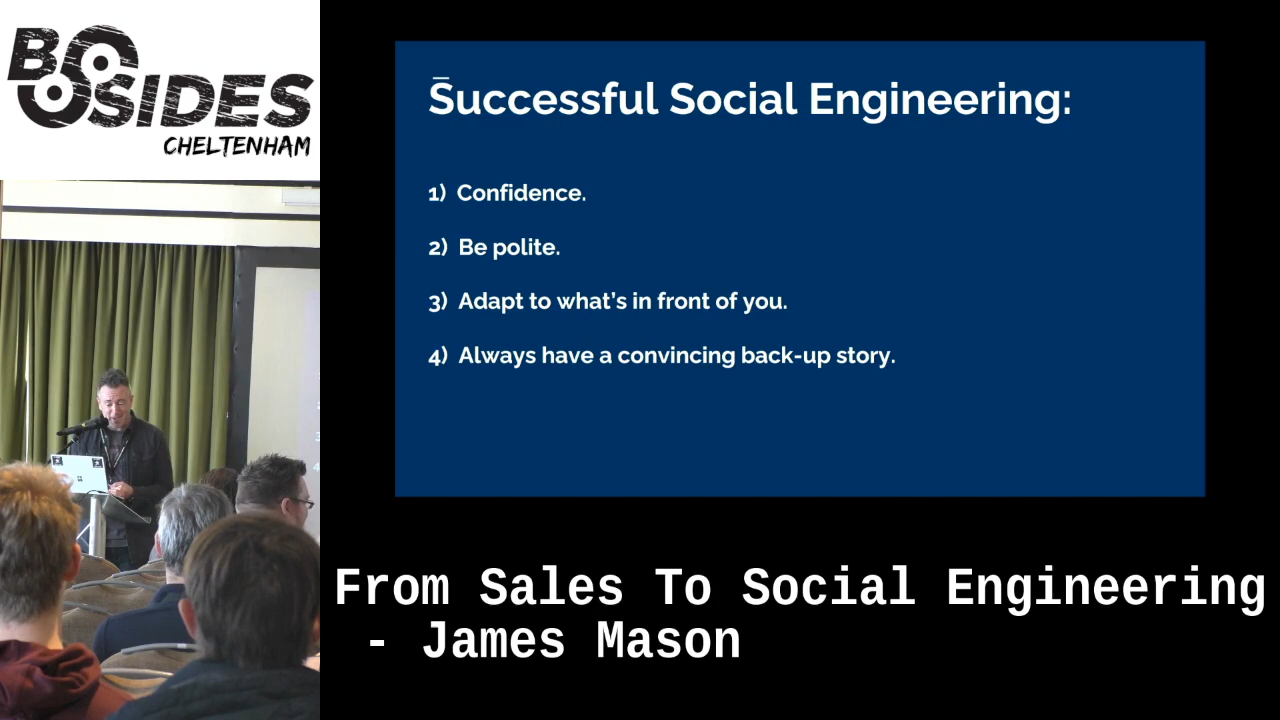 BSIDES
CHELTENHAM
Successful Social Engineering:
1) Confidence.
2) Be polite.
3) Adapt to what's in front of you.
4) Always have a convincing back-up story.
From Sales To Social Engineering
- James Mason